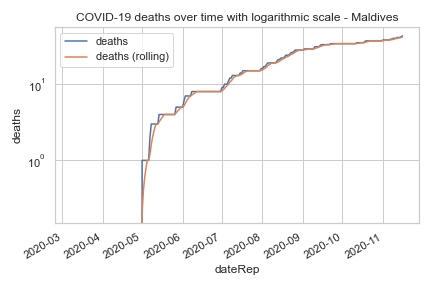 COVID-19 deaths over time with logarithmic scale - Maldives
deaths
deaths (rolling)
10¹
10⁰
deaths
2020-03
2020-04
2020-05
2020-06
2020-07
2020-08
2020-09
2020-10
2020-11
dateRep